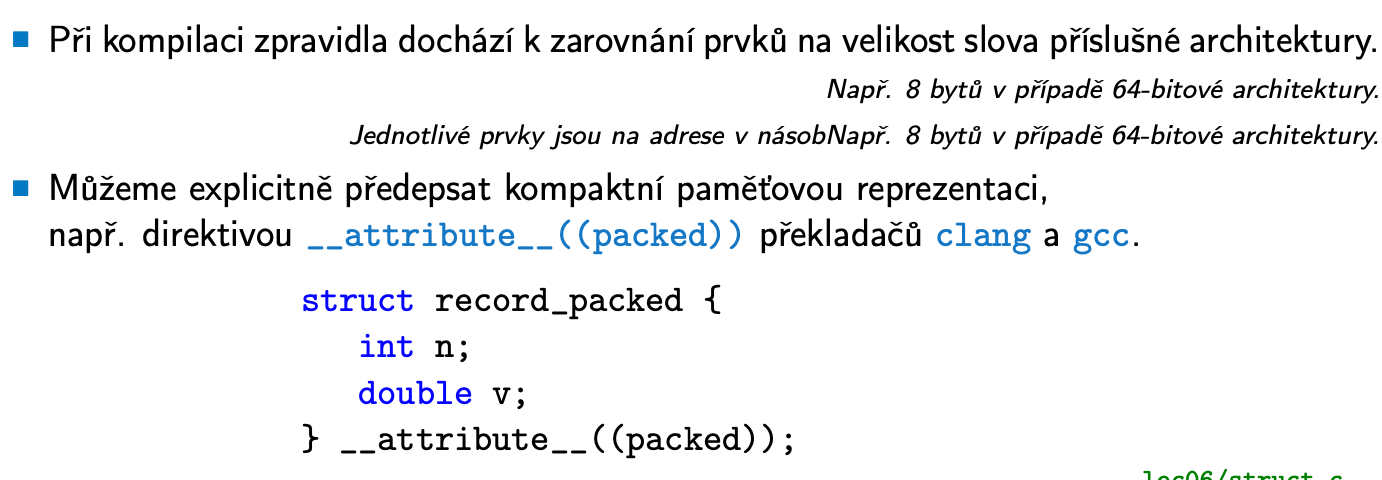 Při kompilaci zpravidla dochází k zarovnání prvků na velikost slova příslušné architektury.
Např. 8 bytů v případě 64-bitové architektury.
Jednotlivé prvky jsou na adrese v násobNapř. 8 bytů v případě 64-bitové architektury.
Můžeme explicitně předepsat kompaktní paměťovou reprezentaci,
např. direktivou __attribute__((packed)) překladačů clang a gcc.
struct record_packed {
int n;
double v;
} __attribute__((packed));
lec06/struct.c